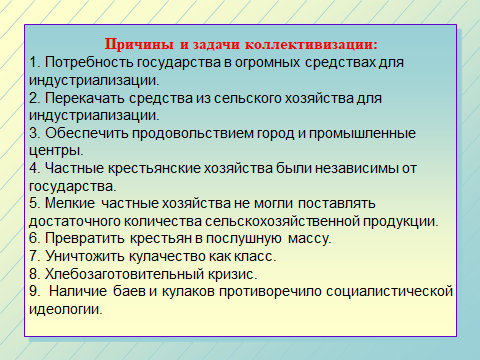 Причины и задачи коллективизации:
1. Потребность государства в огромных средствах для
индустриализации.
2. Перекачать средства из сельского хозяйства для
индустриализации.
3. Обеспечить продовольствием город и промышленные
центры.
4. Частные крестьянские хозяйства были независимы от
государства.
5. Мелкие частные хозяйства не могли поставлять
достаточного количества сельскохозяйственной продукции.
6. Превратить крестьян в послушную массу.
7. Уничтожить кулачество как класс.
8. Хлебозаготовительный кризис.
9. Наличие баев и кулаков противоречило социалистической
идеологии.